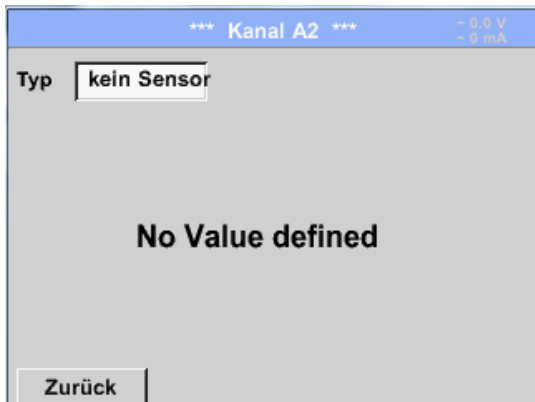 *** Kanal A2 ***
~ 0.0 V
~ 0 mA
Typ kein Sensor
No Value defined
Zurück